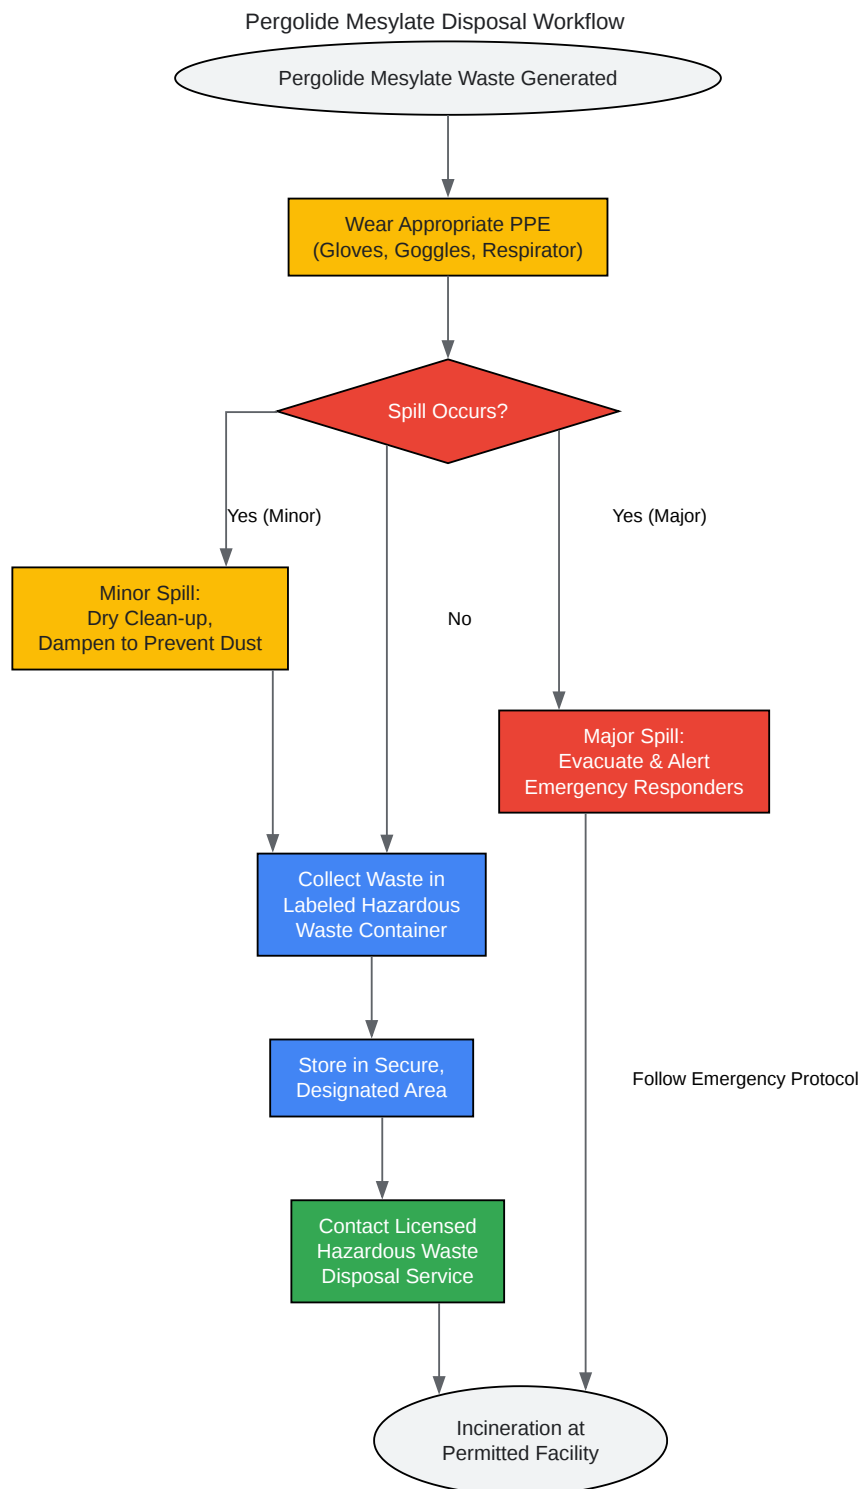 Pergolide Mesylate Disposal Workflow
Pergolide Mesylate Waste Generated
Wear Appropriate PPE
(Gloves, Goggles, Respirator)
Spill Occurs?
Yes (Minor)
Yes (Major)
Minor Spill:
Dry Clean-up,
Dampen to Prevent Dust
No
Major Spill:
Evacuate & Alert
Emergency Responders
Collect Waste in
Labeled Hazardous
Waste Container
Store in Secure,
Designated Area
Follow Emergency Protocol
Contact Licensed
Hazardous Waste
Disposal Service
Incineration at
Permitted Facility